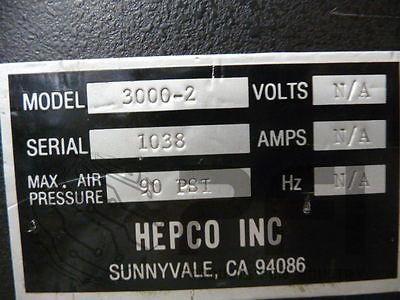 MODEL 3000-2 VOLTS N/A
SERIAL 1038 AMPS N/A
MAX. AIR PRESSURE 90 PSI Hz N/A
HEPCO INC
SUNNYVALE, CA 94086